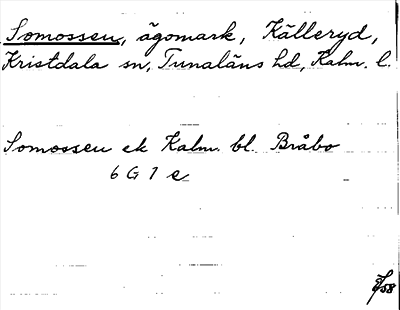 Somossen, ägomark, Källeryd,
Kristdala sn, Tunaläns hd, Kalm. l.
Somossen ek Kalm. bl. Bråbo
6 G 1 e